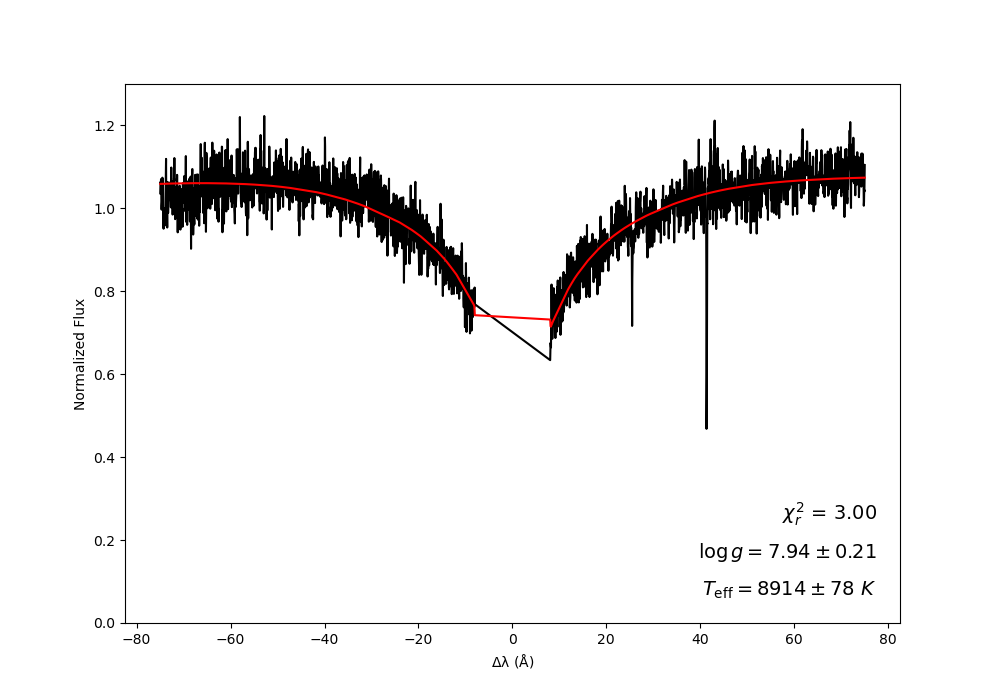 1.2
1.0
0.8
0.6
0.4
0.2
0.0
Normalized Flux
χ²ᵣ = 3.00
log g = 7.94 ± 0.21
T_eff = 8914 ± 78 K
−80 −60 −40 −20 0 20 40 60 80
Δλ (Å)